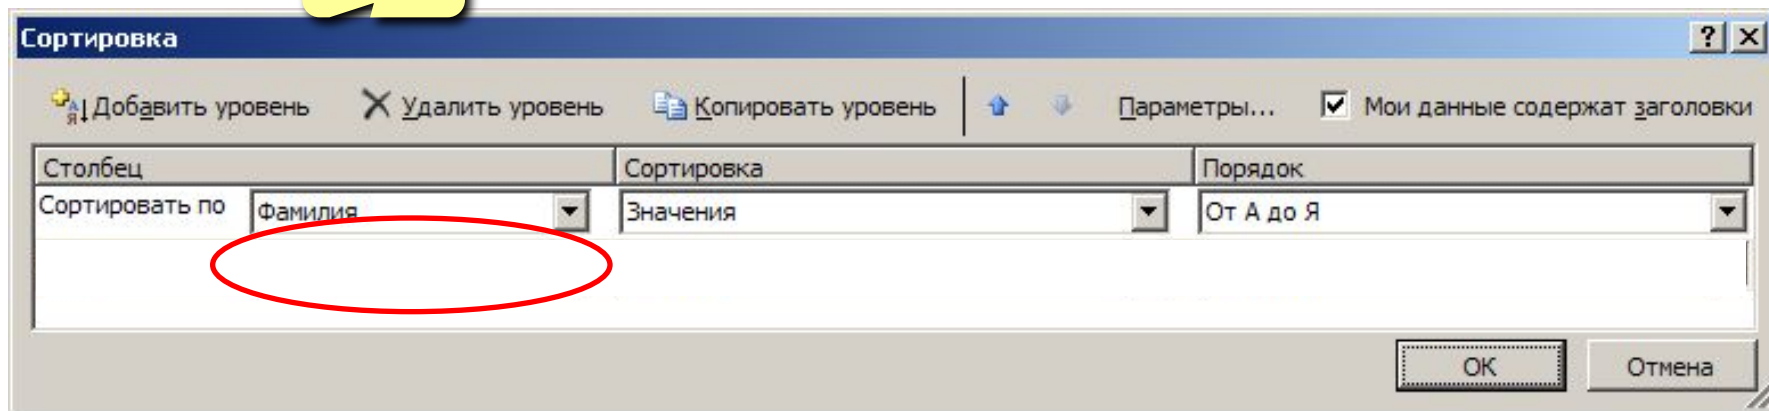 Сортировка
Добавить уровень Удалить уровень Копировать уровень Параметры... Мои данные содержат заголовки
Столбец Сортировка Порядок
Сортировать по Фамилия Значения От А до Я
ОК Отмена